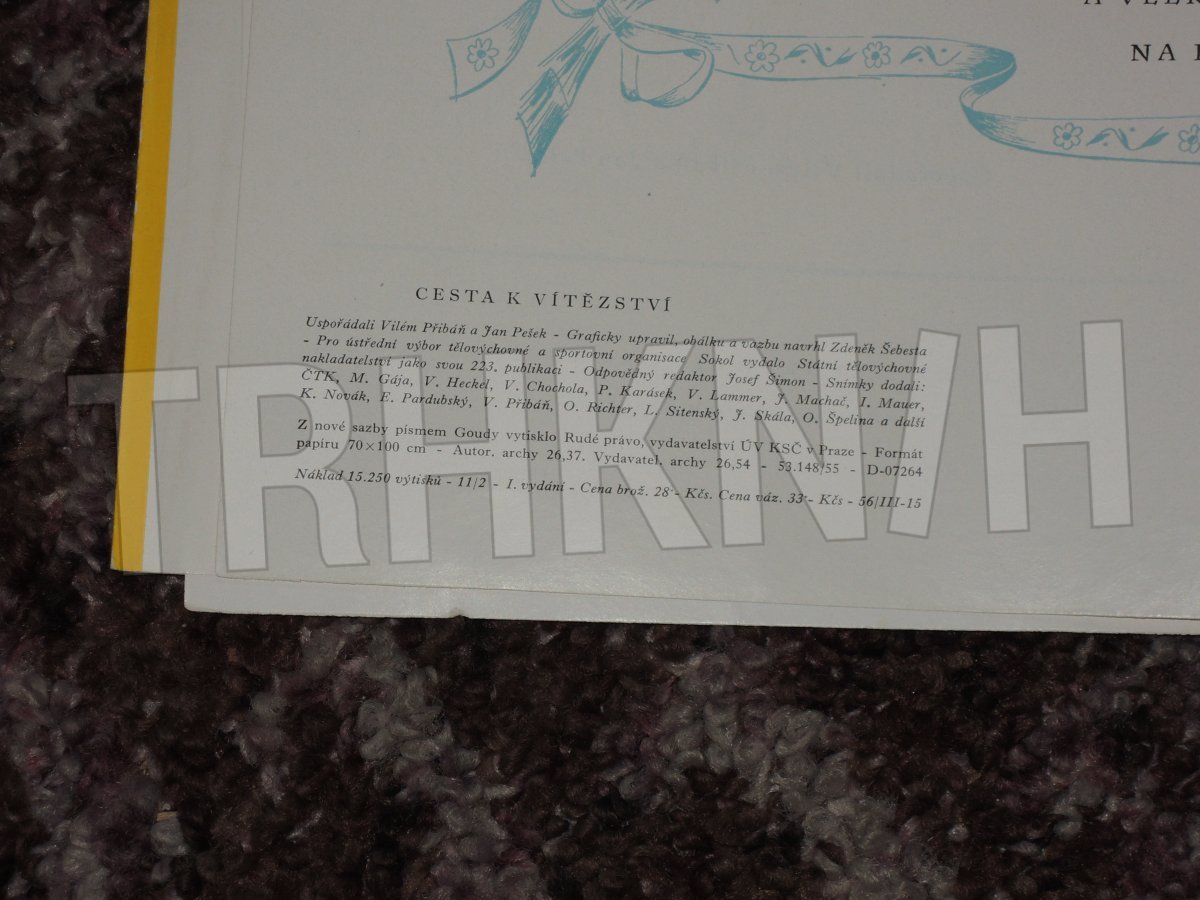 NA
CESTA K VÍTĚZSTVÍ
Uspořádali Vilém Přibáň a Jan Pešek - Graficky upravil, obálku a vazbu navrhl Zdeněk Šebesta
- Pro ústřední výbor tělovýchovné a sportovní organisace Sokol vydalo Státní tělovýchovné
nakladatelství jako svou 223. publikaci - Odpovědný redaktor Josef Šimon - Snímky dodali:
ČTK, M. Gája, V. Heckel, V. Chochola, P. Karásek, V. Lammer, J. Machač, I. Mauer,
K. Novák, E. Pardubský, V. Přibáň, O. Richter, L. Sitenský, J. Skála, O. Špelina a další
Z nové sazby písmem Goudy vytisklo Rudé právo, vydavatelství ÚV KSČ v Praze - Formát
papíru 70×100 cm - Autor. archy 26,37. Vydavatel. archy 26,54 - 53.148/55 - D-07264
Náklad 15.250 výtisků - 11/2 - I. vydání - Cena brož. 28·- Kčs. Cena váz. 33·- Kčs - 56/III-15
TRHKNIH